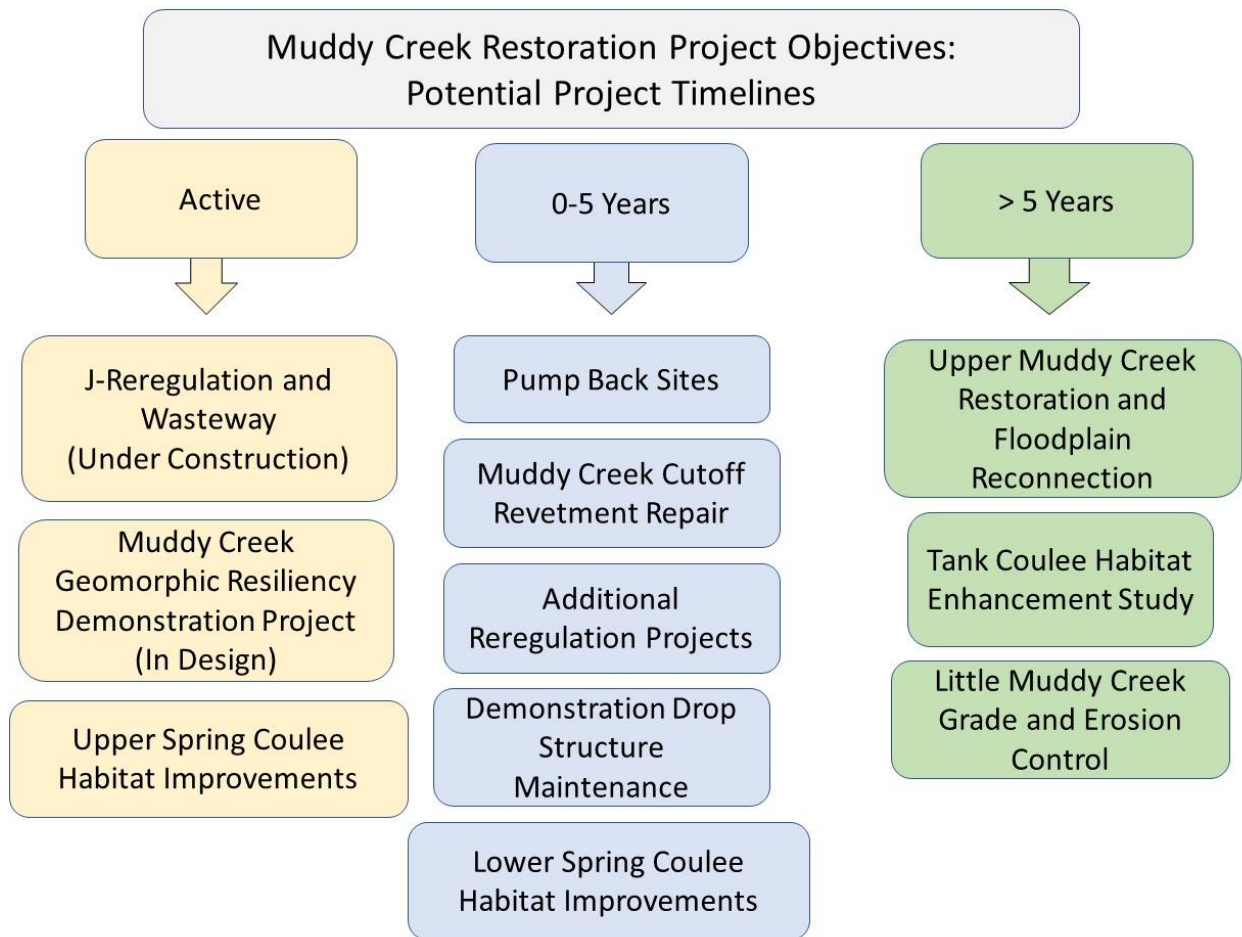 Muddy Creek Restoration Project Objectives:
Potential Project Timelines
Active
J-Reregulation and
Wasteway
(Under Construction)
Muddy Creek
Geomorphic Resiliency
Demonstration Project
(In Design)
Upper Spring Coulee
Habitat Improvements
0-5 Years
Pump Back Sites
Muddy Creek Cutoff
Revetment Repair
Additional
Reregulation Projects
Demonstration Drop
Structure
Maintenance
Lower Spring Coulee
Habitat Improvements
> 5 Years
Upper Muddy Creek
Restoration and
Floodplain
Reconnection
Tank Coulee Habitat
Enhancement Study
Little Muddy Creek
Grade and Erosion
Control